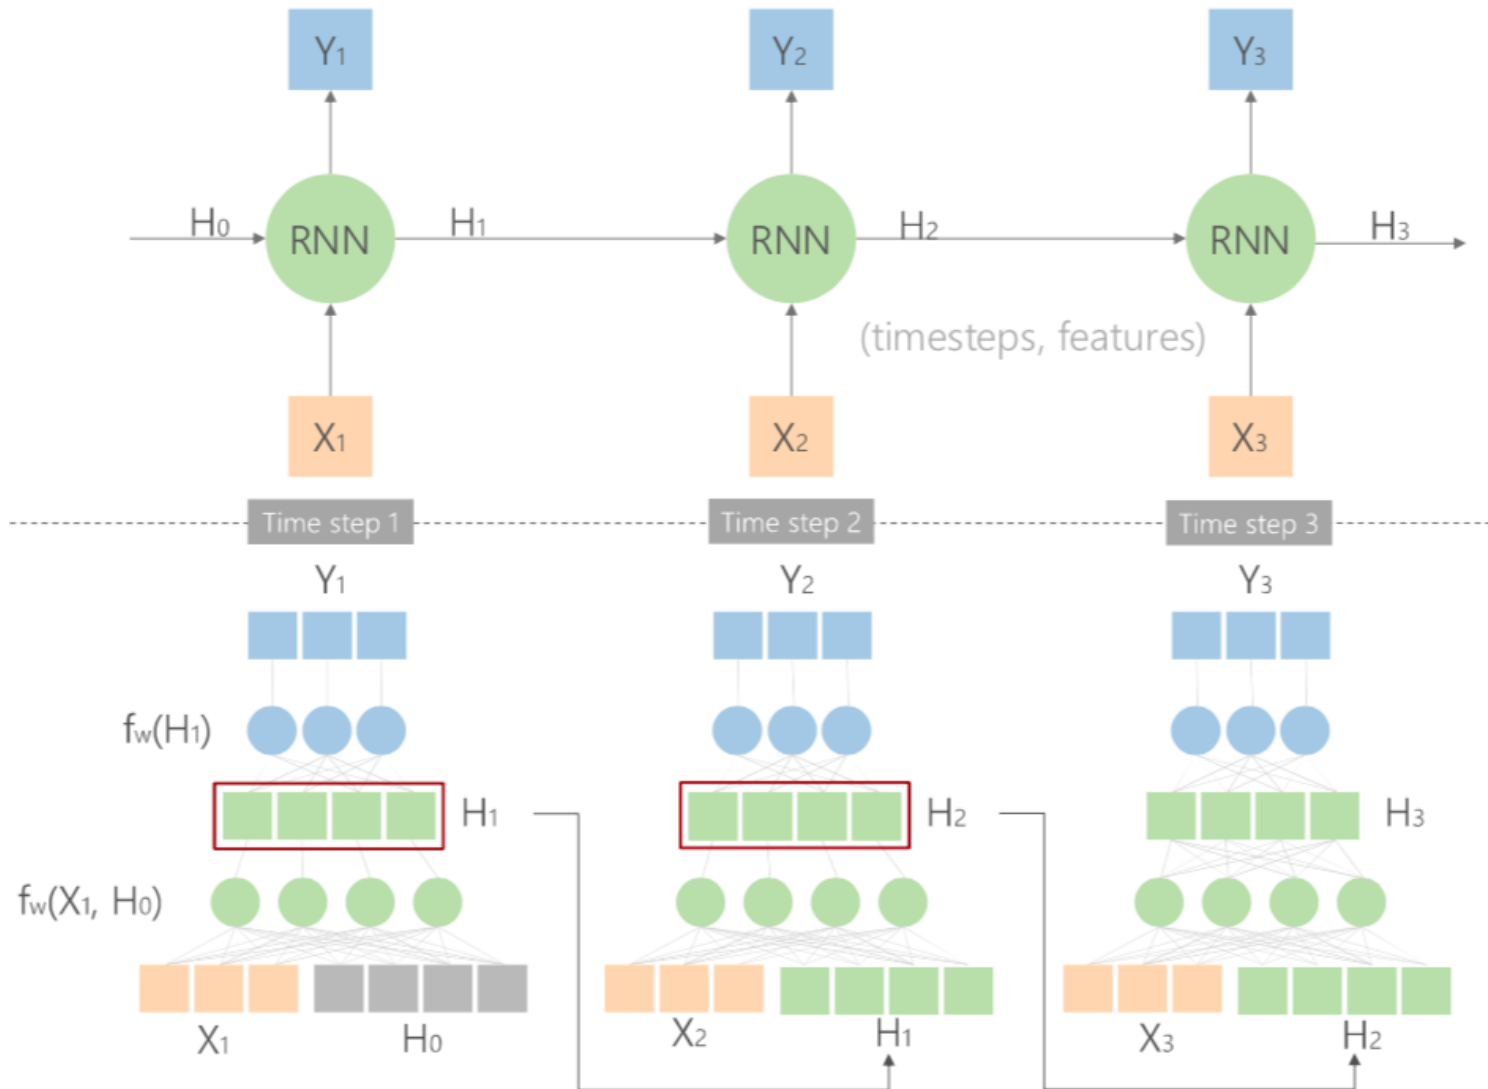 Y₁ Y₂ Y₃
H₀ RNN H₁ RNN H₂ RNN H₃
(timesteps, features)
X₁ X₂ X₃
Time step 1 Time step 2 Time step 3
Y₁ Y₂ Y₃
fw(H₁)
H₁ H₂ H₃
fw(X₁, H₀)
X₁ H₀ X₂ H₁ X₃ H₂